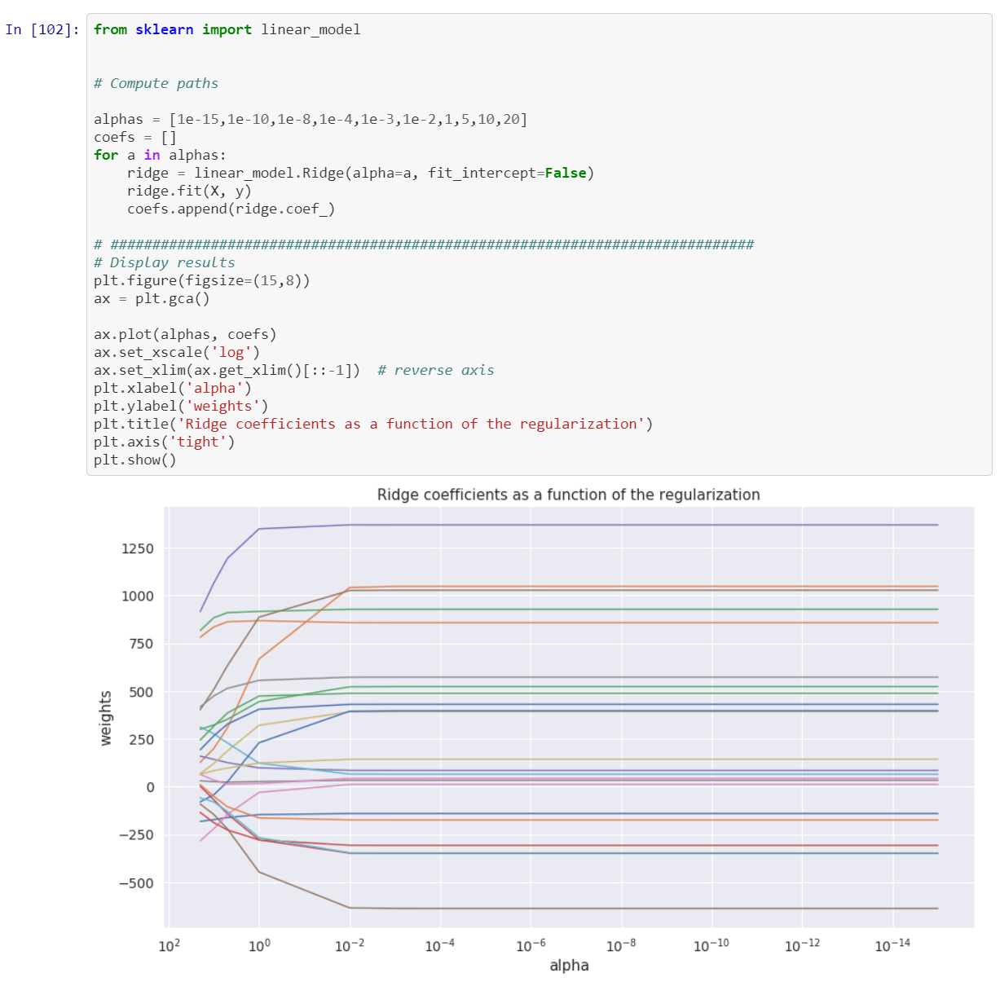 In [102]: from sklearn import linear_model
# Compute paths
alphas = [1e-15,1e-10,1e-8,1e-4,1e-3,1e-2,1,5,10,20]
coefs = []
for a in alphas:
    ridge = linear_model.Ridge(alpha=a, fit_intercept=False)
    ridge.fit(X, y)
    coefs.append(ridge.coef_)
# #############################################################################
# Display results
plt.figure(figsize=(15,8))
ax = plt.gca()
ax.plot(alphas, coefs)
ax.set_xscale('log')
ax.set_xlim(ax.get_xlim()[::-1])  # reverse axis
plt.xlabel('alpha')
plt.ylabel('weights')
plt.title('Ridge coefficients as a function of the regularization')
plt.axis('tight')
plt.show()
Ridge coefficients as a function of the regularization
1250
1000
750
500
250
0
−250
−500
weights
10² 10⁰ 10⁻² 10⁻⁴ 10⁻⁶ 10⁻⁸ 10⁻¹⁰ 10⁻¹² 10⁻¹⁴
alpha